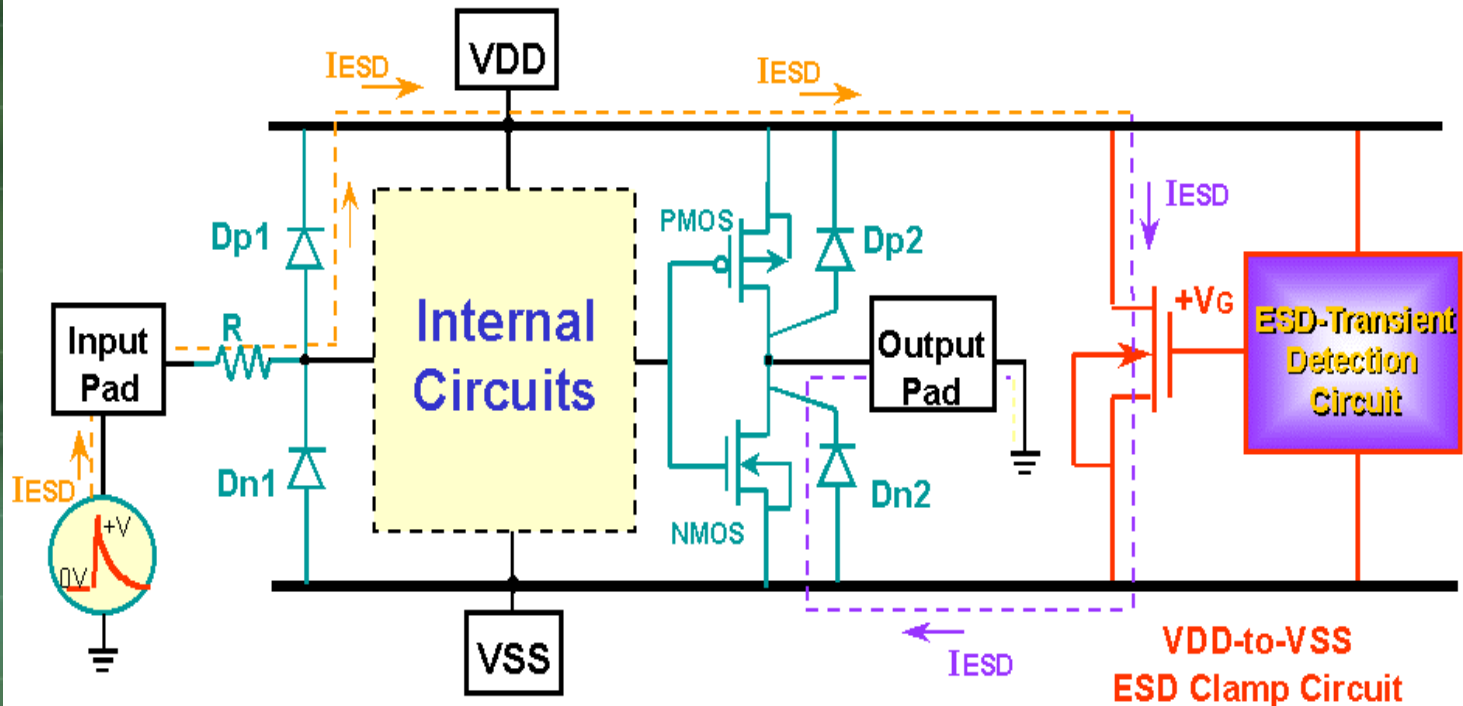 VDD
IESD
IESD
IESD
PMOS
Dp1
Dp2
+VG
R
Input
Pad
Internal
Circuits
Output
Pad
ESD-Transient
Detection
Circuit
Dn1
Dn2
IESD
NMOS
+V
0V
VSS
IESD
VDD-to-VSS
ESD Clamp Circuit